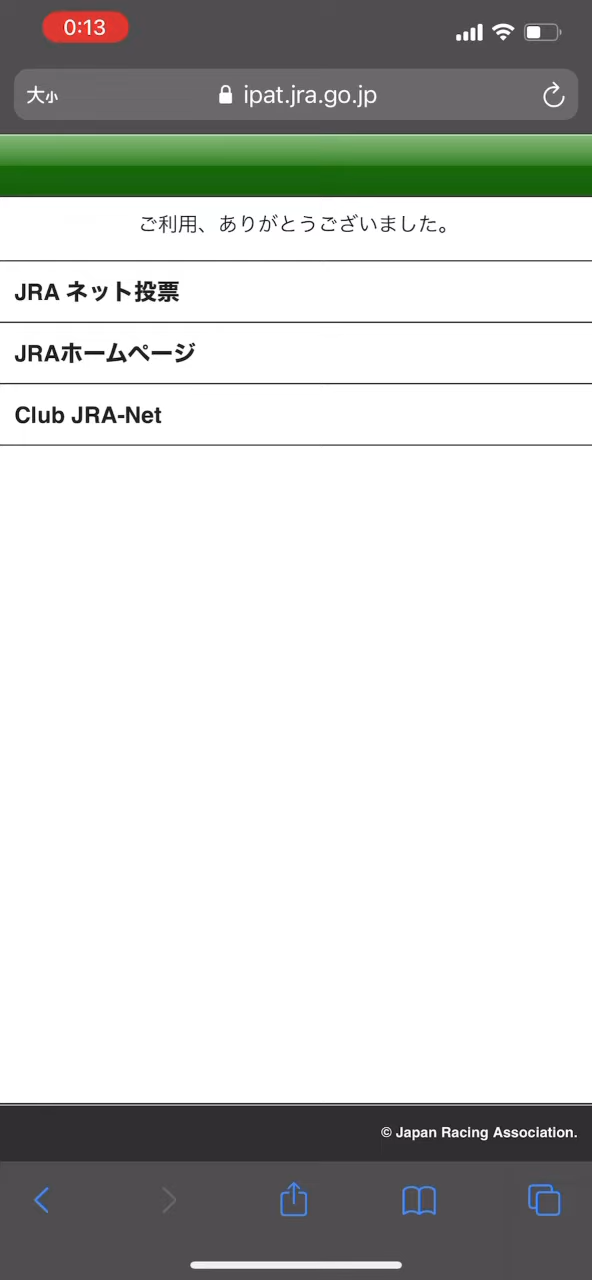 0:13
大小
ipat.jra.go.jp
ご利用、ありがとうございました。
JRA ネット投票
JRAホームページ
Club JRA-Net
© Japan Racing Association.